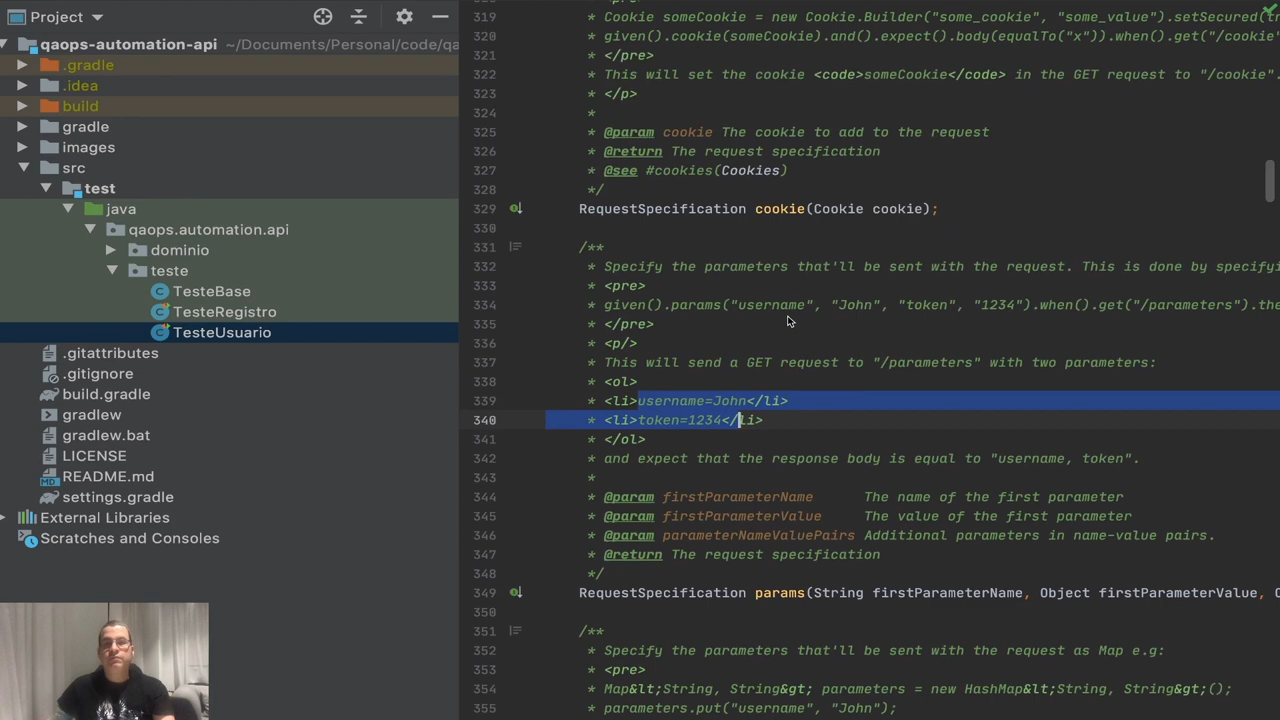 Project
qaops-automation-api ~/Documents/Personal/code/qa
.gradle
.idea
build
gradle
images
src
test
java
qaops.automation.api
dominio
teste
TesteBase
TesteRegistro
TesteUsuario
.gitattributes
.gitignore
build.gradle
gradlew
gradlew.bat
LICENSE
README.md
settings.gradle
External Libraries
Scratches and Consoles
319 * Cookie someCookie = new Cookie.Builder("some_cookie", "some_value").setSecured(t
320 * given().cookie(someCookie).and().expect().body(equalTo("x")).when().get("/cookie"
321 * </pre>
322 * This will set the cookie <code>someCookie</code> in the GET request to "/cookie".
323 * </p>
324 *
325 * @param cookie The cookie to add to the request
326 * @return The request specification
327 * @see #cookies(Cookies)
328 */
329 RequestSpecification cookie(Cookie cookie);
330
331 /**
332 * Specify the parameters that'll be sent with the request. This is done by specifyi
333 * <pre>
334 * given().params("username", "John", "token", "1234").when().get("/parameters").the
335 * </pre>
336 * <p/>
337 * This will send a GET request to "/parameters" with two parameters:
338 * <ol>
339 * <li>username=John</li>
340 * <li>token=1234</li>
341 * </ol>
342 * and expect that the response body is equal to "username, token".
343 *
344 * @param firstParameterName The name of the first parameter
345 * @param firstParameterValue The value of the first parameter
346 * @param parameterNameValuePairs Additional parameters in name-value pairs.
347 * @return The request specification
348 */
349 RequestSpecification params(String firstParameterName, Object firstParameterValue,
350
351 /**
352 * Specify the parameters that'll be sent with the request as Map e.g:
353 * <pre>
354 * Map&lt;String, String&gt; parameters = new HashMap&lt;String, String&gt;();
355 * parameters.put("username", "John");